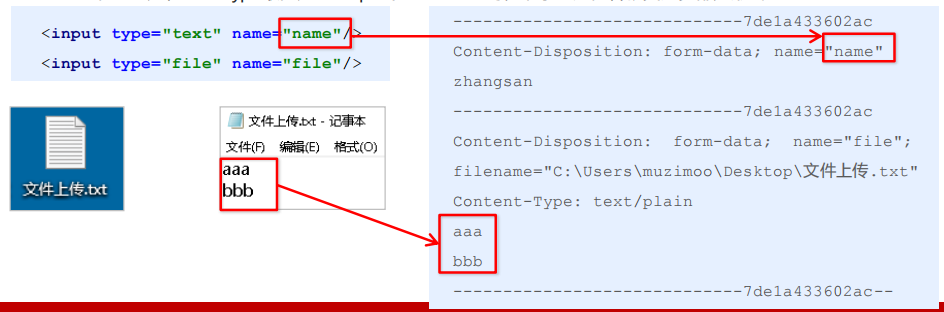 <input type="text" name="name"/>
<input type="file" name="file"/>
文件上传.txt
文件上传.txt - 记事本
文件(F) 编辑(E) 格式(O)
aaa
bbb
-----------------------------7de1a433602ac
Content-Disposition: form-data; name="name"
zhangsan
-----------------------------7de1a433602ac
Content-Disposition: form-data; name="file";
filename="C:\Users\muzimoo\Desktop\文件上传.txt"
Content-Type: text/plain
aaa
bbb
-----------------------------7de1a433602ac--